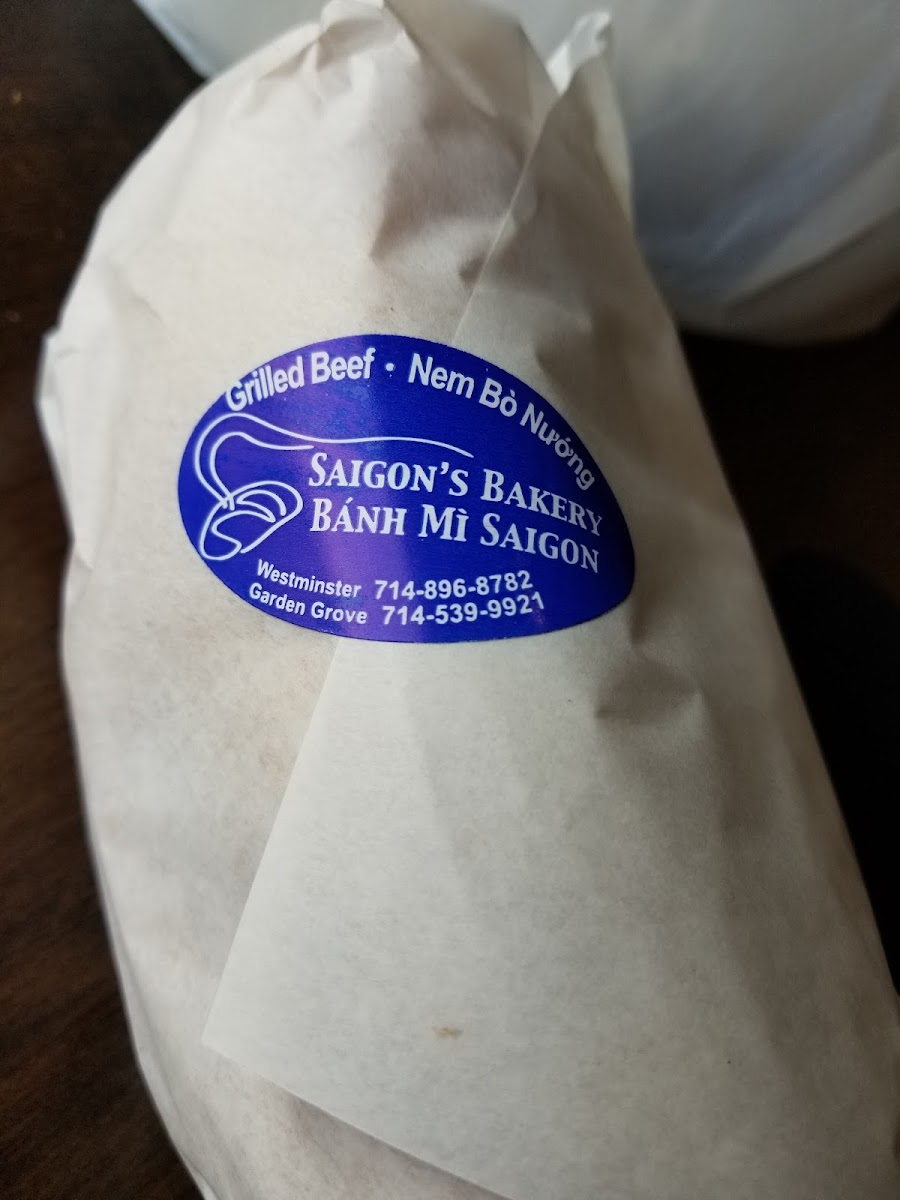 Grilled Beef • Nem Bò Nướng
SAIGON'S BAKERY
BÁNH MÌ SAIGON
Westminster 714-896-8782
Garden Grove 714-539-9921